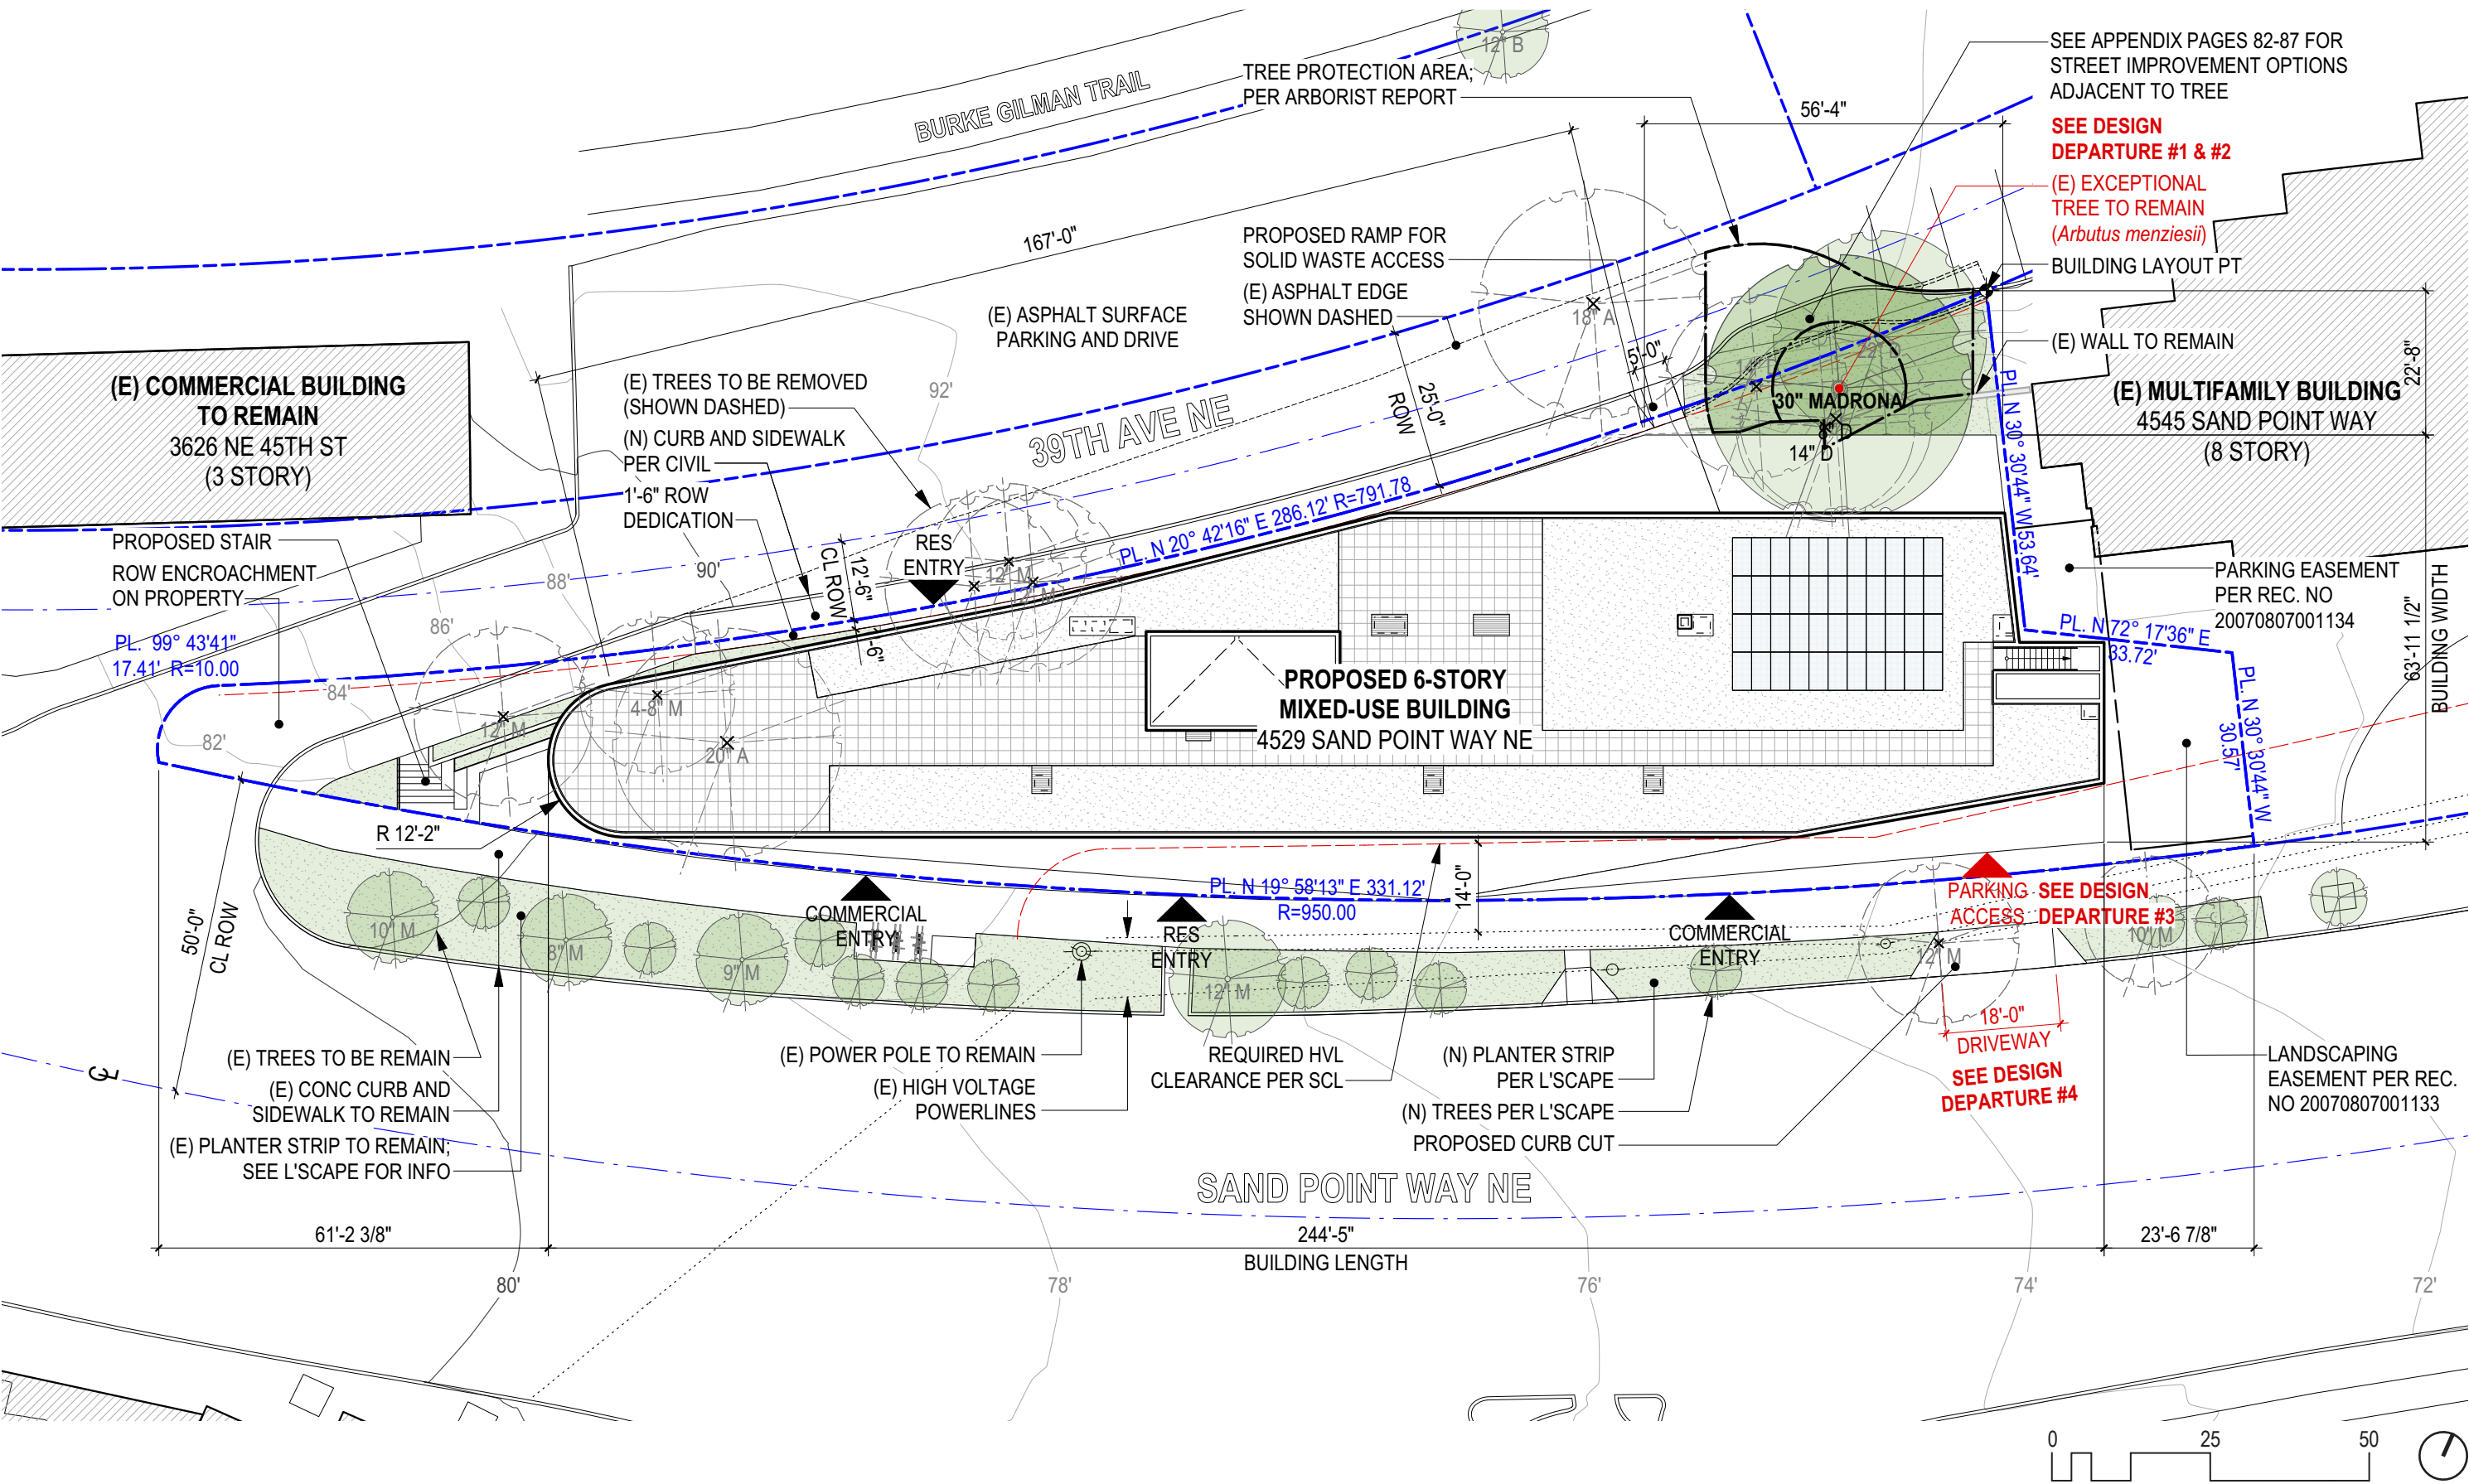 12" B
BURKE GILMAN TRAIL
TREE PROTECTION AREA;
PER ARBORIST REPORT
56'-4"
SEE APPENDIX PAGES 82-87 FOR
STREET IMPROVEMENT OPTIONS
ADJACENT TO TREE
SEE DESIGN
DEPARTURE #1 & #2
(E) EXCEPTIONAL
TREE TO REMAIN
(Arbutus menziesii)
BUILDING LAYOUT PT
(E) WALL TO REMAIN
167'-0"
PROPOSED RAMP FOR
SOLID WASTE ACCESS
(E) ASPHALT EDGE
SHOWN DASHED
(E) ASPHALT SURFACE
PARKING AND DRIVE
18" A
5'-0"
25'-0"
ROW
22"
30" MADRONA
14" D
22'-8"
(E) MULTIFAMILY BUILDING
4545 SAND POINT WAY
(8 STORY)
(E) COMMERCIAL BUILDING
TO REMAIN
3626 NE 45TH ST
(3 STORY)
(E) TREES TO BE REMOVED
(SHOWN DASHED)
(N) CURB AND SIDEWALK
PER CIVIL
1'-6" ROW
DEDICATION
92'
39TH AVE NE
PL. N 20° 42'16" E 286.12' R=791.78
PL. N 30° 30'44" W 53.64'
PROPOSED STAIR
ROW ENCROACHMENT
ON PROPERTY
PL. 99° 43'41"
17.41' R=10.00
88'
90'
86'
84'
82'
12'-6"
CL ROW
RES
ENTRY
12" M
12" M
4-8" M
20" A
PROPOSED 6-STORY
MIXED-USE BUILDING
4529 SAND POINT WAY NE
PARKING EASEMENT
PER REC. NO
20070807001134
PL. N 72° 17'36" E
33.72'
PL. N 30° 30'44" W
30.57'
63'-11 1/2"
BUILDING WIDTH
R 12'-2"
50'-0"
CL ROW
10" M
8" M
9" M
COMMERCIAL
ENTRY
PL. N 19° 58'13" E 331.12'
R=950.00
RES
ENTRY
12" M
14'-0"
COMMERCIAL
ENTRY
PARKING
ACCESS
SEE DESIGN
DEPARTURE #3
12" M
10" M
18'-0"
DRIVEWAY
SEE DESIGN
DEPARTURE #4
(E) TREES TO BE REMAIN
(E) CONC CURB AND
SIDEWALK TO REMAIN
(E) PLANTER STRIP TO REMAIN;
SEE L'SCAPE FOR INFO
(E) POWER POLE TO REMAIN
(E) HIGH VOLTAGE
POWERLINES
REQUIRED HVL
CLEARANCE PER SCL
(N) PLANTER STRIP
PER L'SCAPE
(N) TREES PER L'SCAPE
PROPOSED CURB CUT
LANDSCAPING
EASEMENT PER REC.
NO 20070807001133
CL
SAND POINT WAY NE
61'-2 3/8"
244'-5"
BUILDING LENGTH
23'-6 7/8"
80'
78'
76'
74'
72'
0 25 50